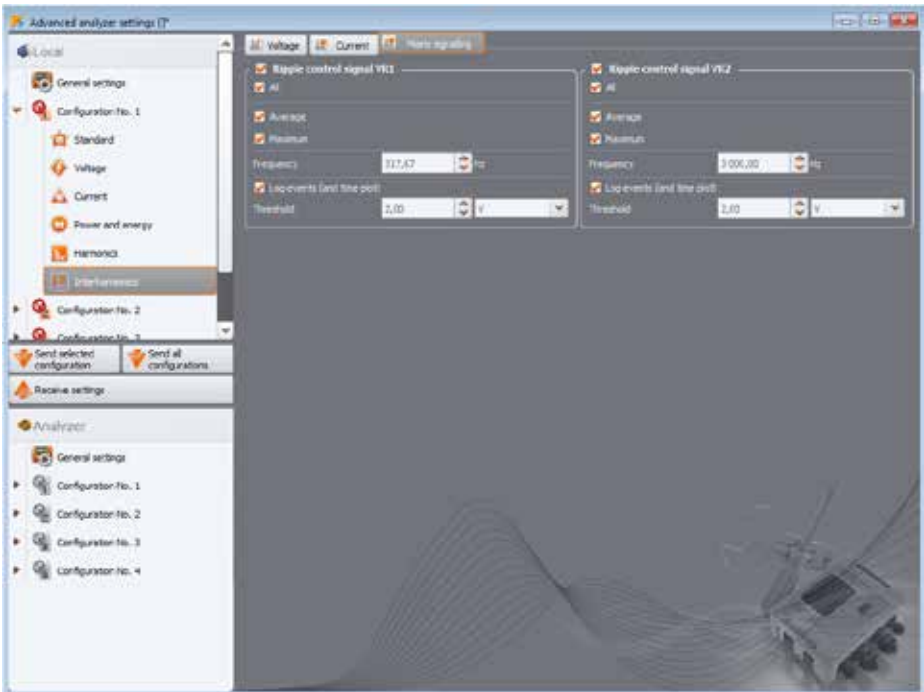 Advanced analyzer settings []*
Local
General settings
Configuration No. 1
Standard
Voltage
Current
Power and energy
Harmonics
Interharmonics
Configuration No. 2
Configuration No. 3
Send selected configuration
Send all configurations
Receive settings
Analyzer
General settings
Configuration No. 1
Configuration No. 2
Configuration No. 3
Configuration No. 4
Voltage
Current
Mains signalling
Ripple control signal VR1
All
Average
Maximum
Frequency 317,67 Hz
Log events (and time plot)
Threshold 2,00 V
Ripple control signal VR2
All
Average
Maximum
Frequency 3 000,00 Hz
Log events (and time plot)
Threshold 2,00 V